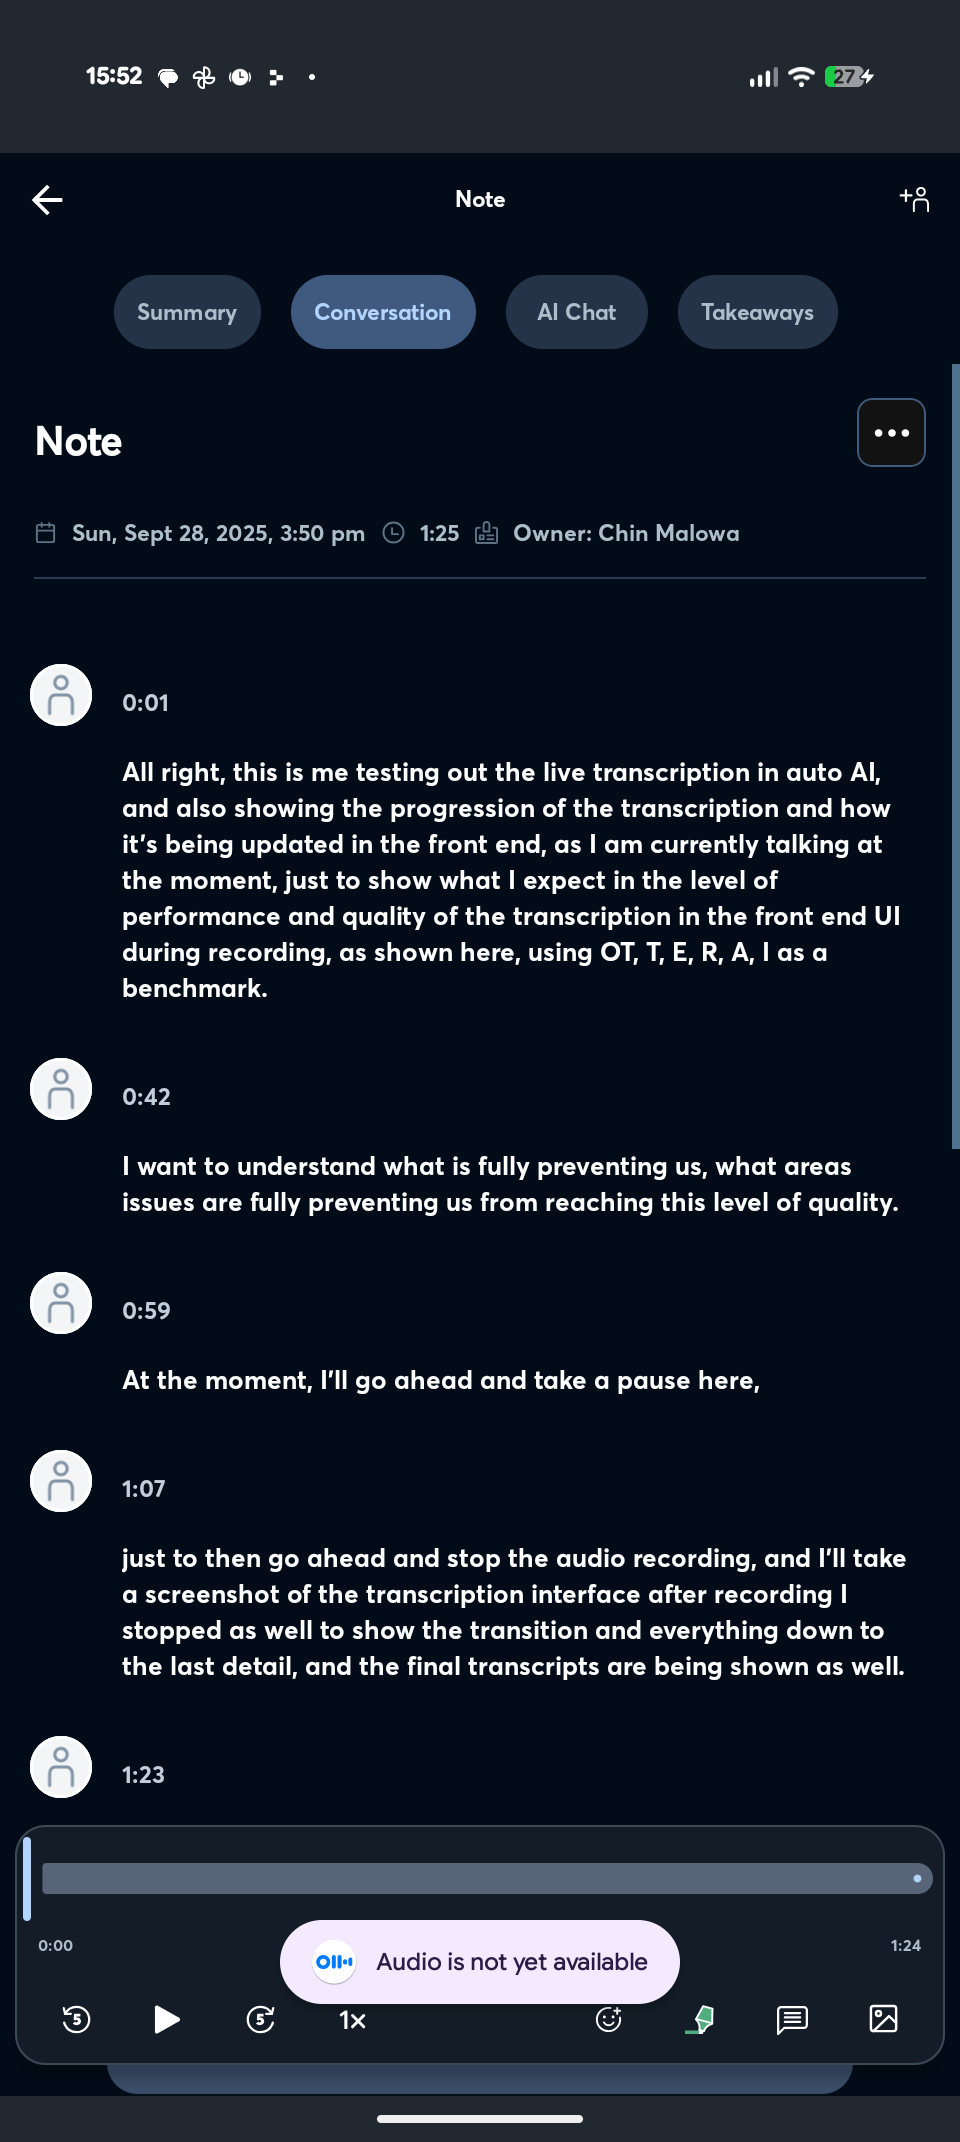 15:52
27
Note
Summary
Conversation
AI Chat
Takeaways
Note
Sun, Sept 28, 2025, 3:50 pm
1:25
Owner: Chin Malowa
0:01
All right, this is me testing out the live transcription in auto AI,
and also showing the progression of the transcription and how
it's being updated in the front end, as I am currently talking at
the moment, just to show what I expect in the level of
performance and quality of the transcription in the front end UI
during recording, as shown here, using OT, T, E, R, A, I as a
benchmark.
0:42
I want to understand what is fully preventing us, what areas
issues are fully preventing us from reaching this level of quality.
0:59
At the moment, I'll go ahead and take a pause here,
1:07
just to then go ahead and stop the audio recording, and I'll take
a screenshot of the transcription interface after recording I
stopped as well to show the transition and everything down to
the last detail, and the final transcripts are being shown as well.
1:23
0:00
1:24
Audio is not yet available
5
5
1x